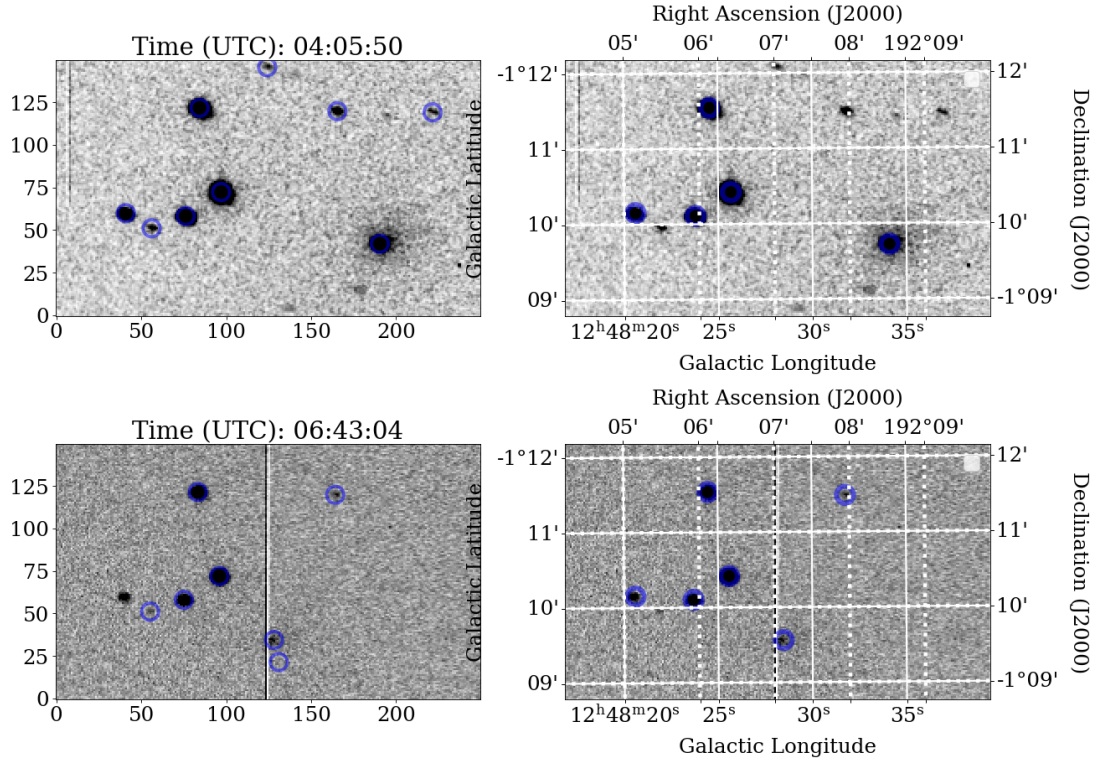 Right Ascension (J2000)
Time (UTC): 04:05:50
05' 06' 07' 08' 192°09'
-1°12' 12'
125
100
75
50
25
0
Galactic Latitude
11' 11'
10' 10'
09' -1°09'
Declination (J2000)
0 50 100 150 200
12h48m20s 25s 30s 35s
Galactic Longitude
Right Ascension (J2000)
Time (UTC): 06:43:04
05' 06' 07' 08' 192°09'
-1°12' 12'
125
100
75
50
25
0
Galactic Latitude
11' 11'
10' 10'
09' -1°09'
Declination (J2000)
0 50 100 150 200
12h48m20s 25s 30s 35s
Galactic Longitude